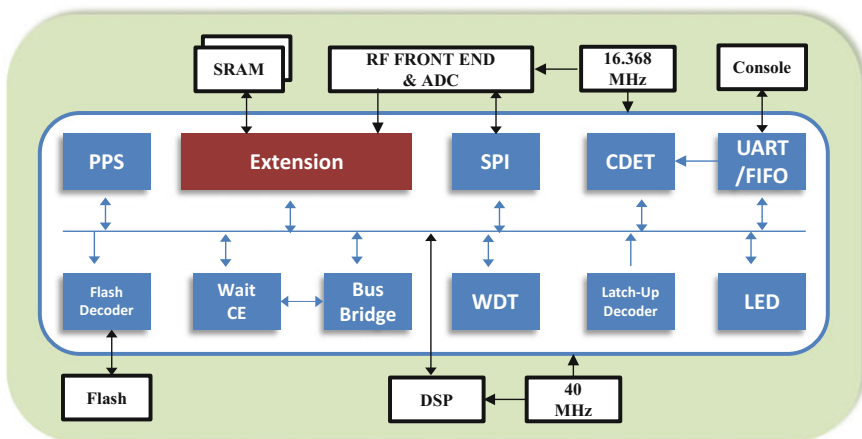 SRAM
RF FRONT END
& ADC
16.368
MHz
Console
PPS
Extension
SPI
CDET
UART
/FIFO
Flash
Decoder
Wait
CE
Bus
Bridge
WDT
Latch-Up
Decoder
LED
Flash
DSP
40
MHz